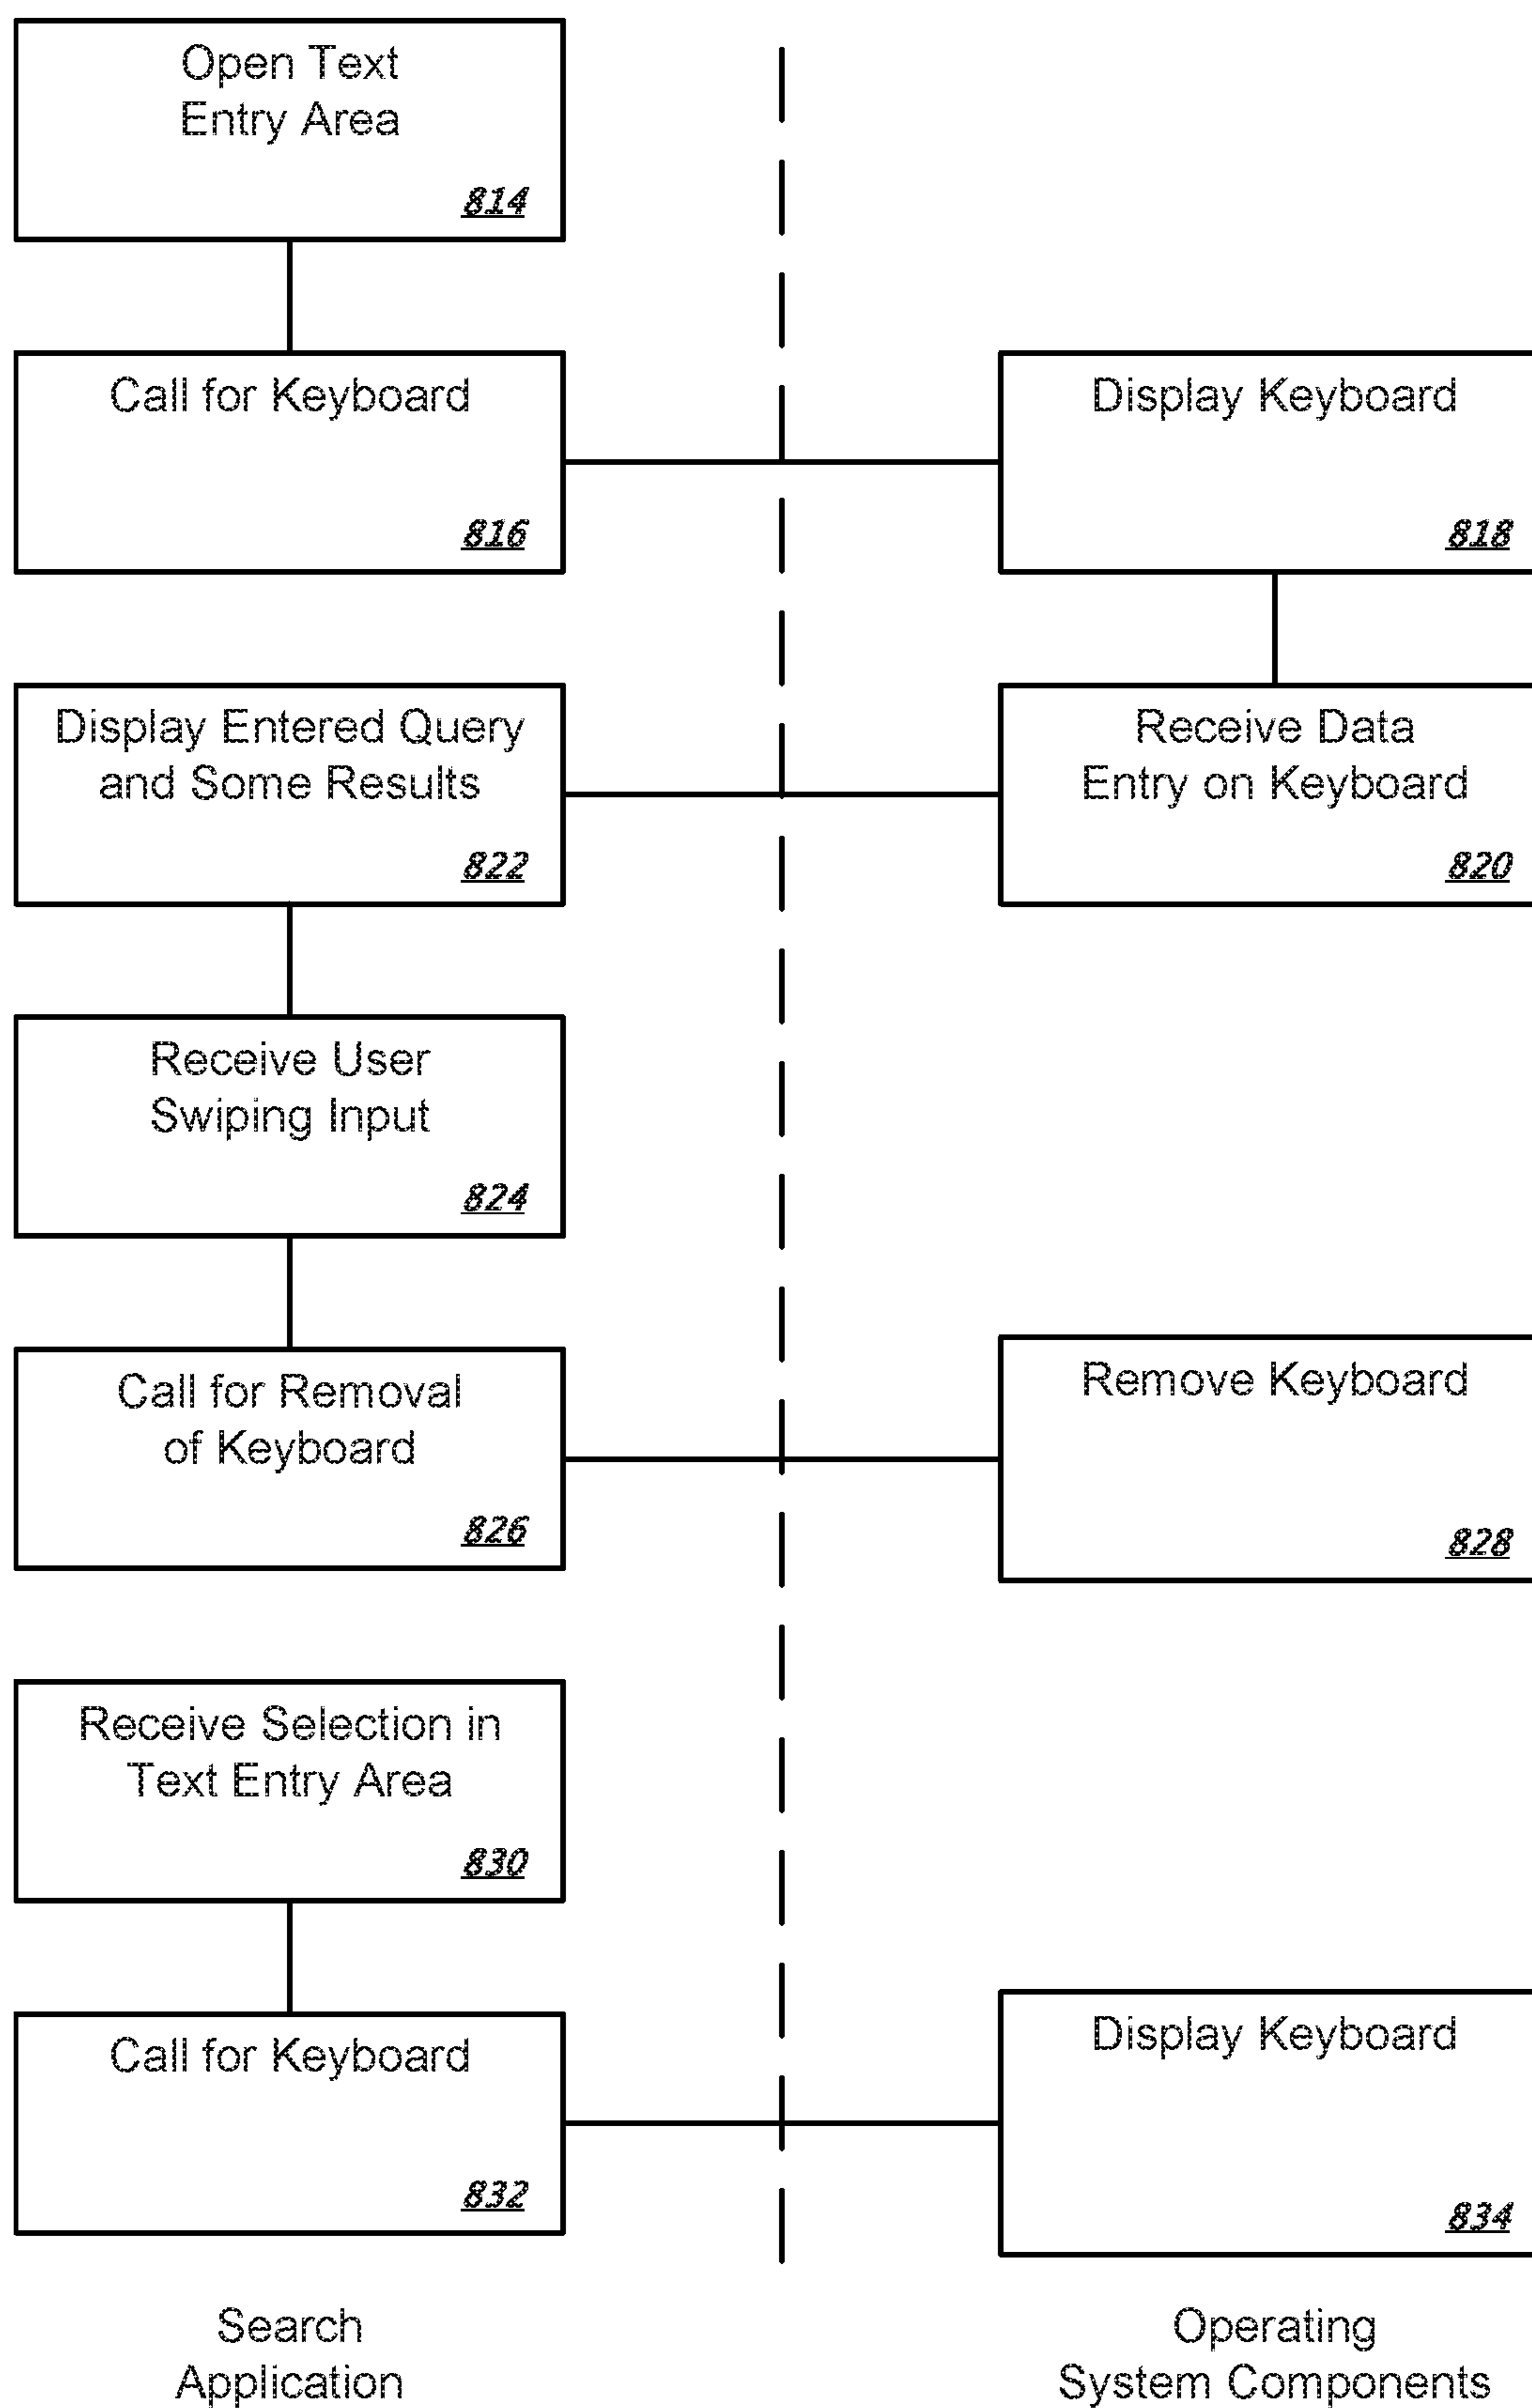 Open Text
Entry Area
814
Call for Keyboard
816
Display Keyboard
818
Display Entered Query
and Some Results
822
Receive Data
Entry on Keyboard
820
Receive User
Swiping Input
824
Call for Removal
of Keyboard
826
Remove Keyboard
828
Receive Selection in
Text Entry Area
830
Call for Keyboard
832
Display Keyboard
834
Search
Application
Operating
System Components